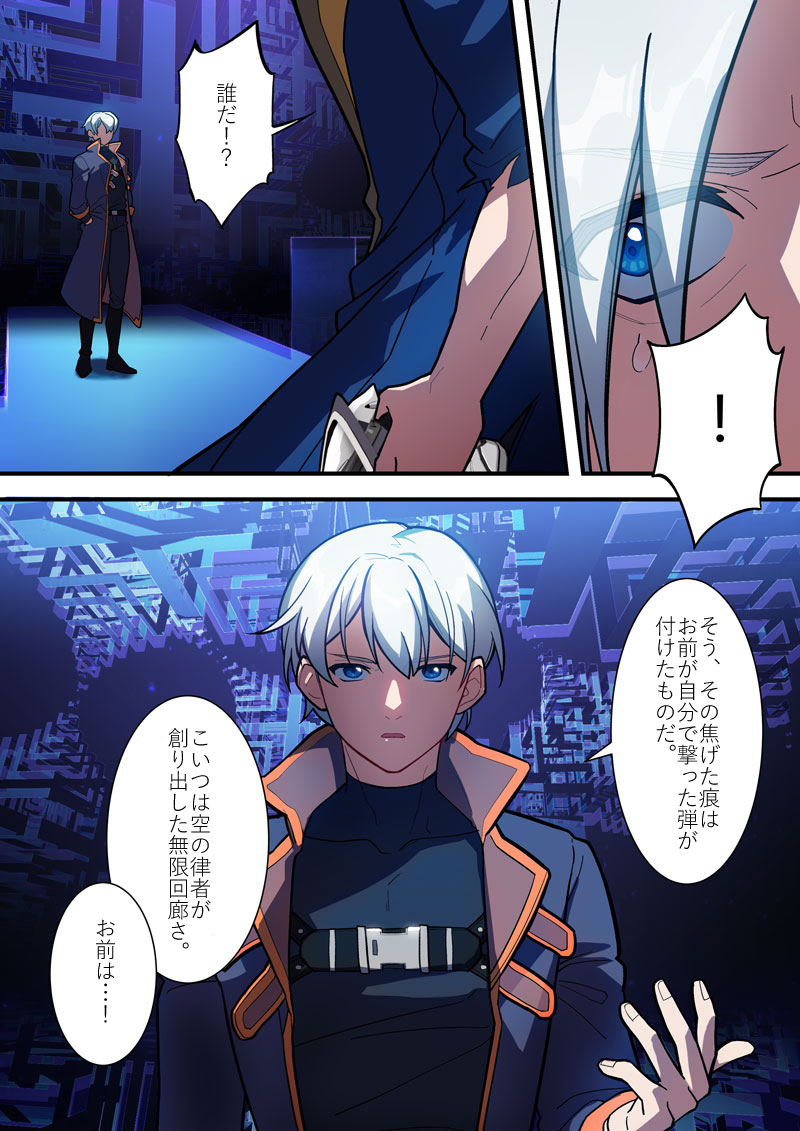 ！
誰だ！？
そう、その焦げた痕は
お前が自分で撃った弾が
付けたものだ。
こいつは空の律者が
創り出した無限回廊さ。
お前は…！